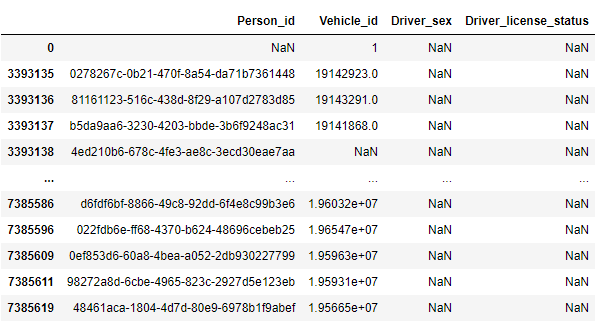 Person_id Vehicle_id Driver_sex Driver_license_status
0 NaN 1 NaN NaN
3393135 0278267c-0b21-470f-8a54-da71b7361448 19142923.0 NaN NaN
3393136 81161123-516c-438d-8f29-a107d2783d85 19143291.0 NaN NaN
3393137 b5da9aa6-3230-4203-bbde-3b6f9248ac31 19141868.0 NaN NaN
3393138 4ed210b6-678c-4fe3-ae8c-3ecd30eae7aa NaN NaN NaN
... ... ... ... ...
7385586 d6fdf6bf-8866-49c8-92dd-6f4e8c99b3e6 1.96032e+07 NaN NaN
7385596 022fdb6e-ff68-4370-b624-48696cebeb25 1.96547e+07 NaN NaN
7385609 0ef853d6-60a8-4bea-a052-2db930227799 1.95963e+07 NaN NaN
7385611 98272a8d-6cbe-4965-823c-2927d5e123eb 1.95931e+07 NaN NaN
7385619 48461aca-1804-4d7d-80e9-6978b1f9abef 1.95665e+07 NaN NaN